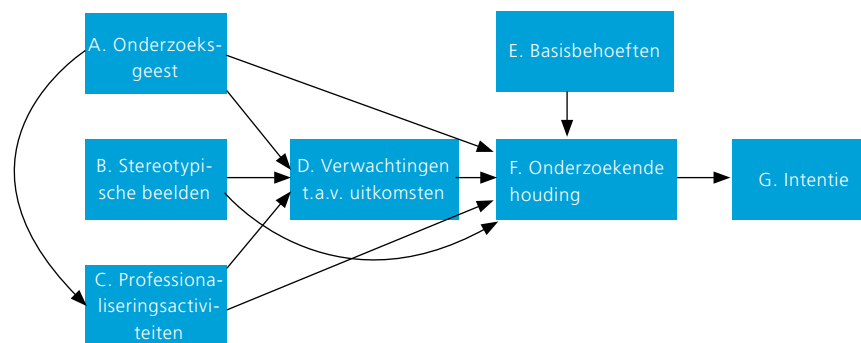 A. Onderzoeks-
geest
E. Basisbehoeften
B. Stereotypi-
sche beelden
D. Verwachtingen
t.a.v. uitkomsten
F. Onderzoekende
houding
G. Intentie
C. Professiona-
liseringsactivi-
teiten